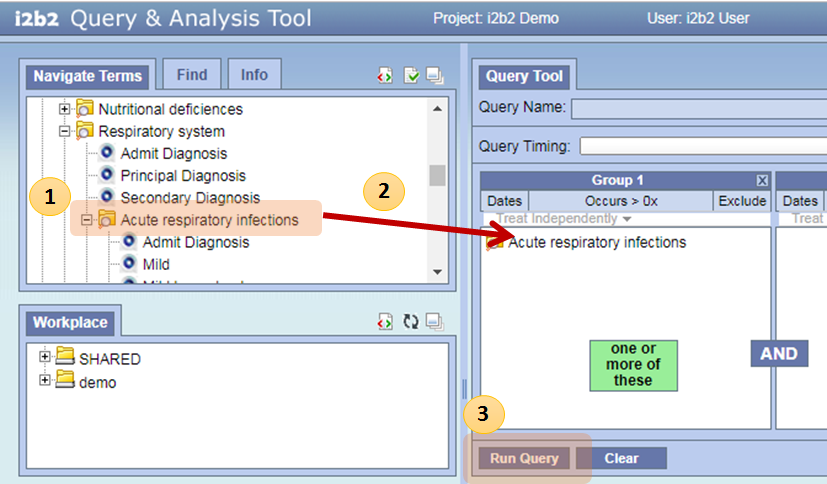 i2b2 Query & Analysis Tool
Project: i2b2 Demo
User: i2b2 User
Navigate Terms
Find
Info
Nutritional deficiences
Respiratory system
Admit Diagnosis
Principal Diagnosis
Secondary Diagnosis
Acute respiratory infections
Admit Diagnosis
Mild
1
2
Workplace
SHARED
demo
Query Tool
Query Name:
Query Timing:
Group 1
X
Dates
Occurs > 0x
Exclude
Dates
Treat Independently
Treat
Acute respiratory infections
one or
more of
these
AND
3
Run Query
Clear